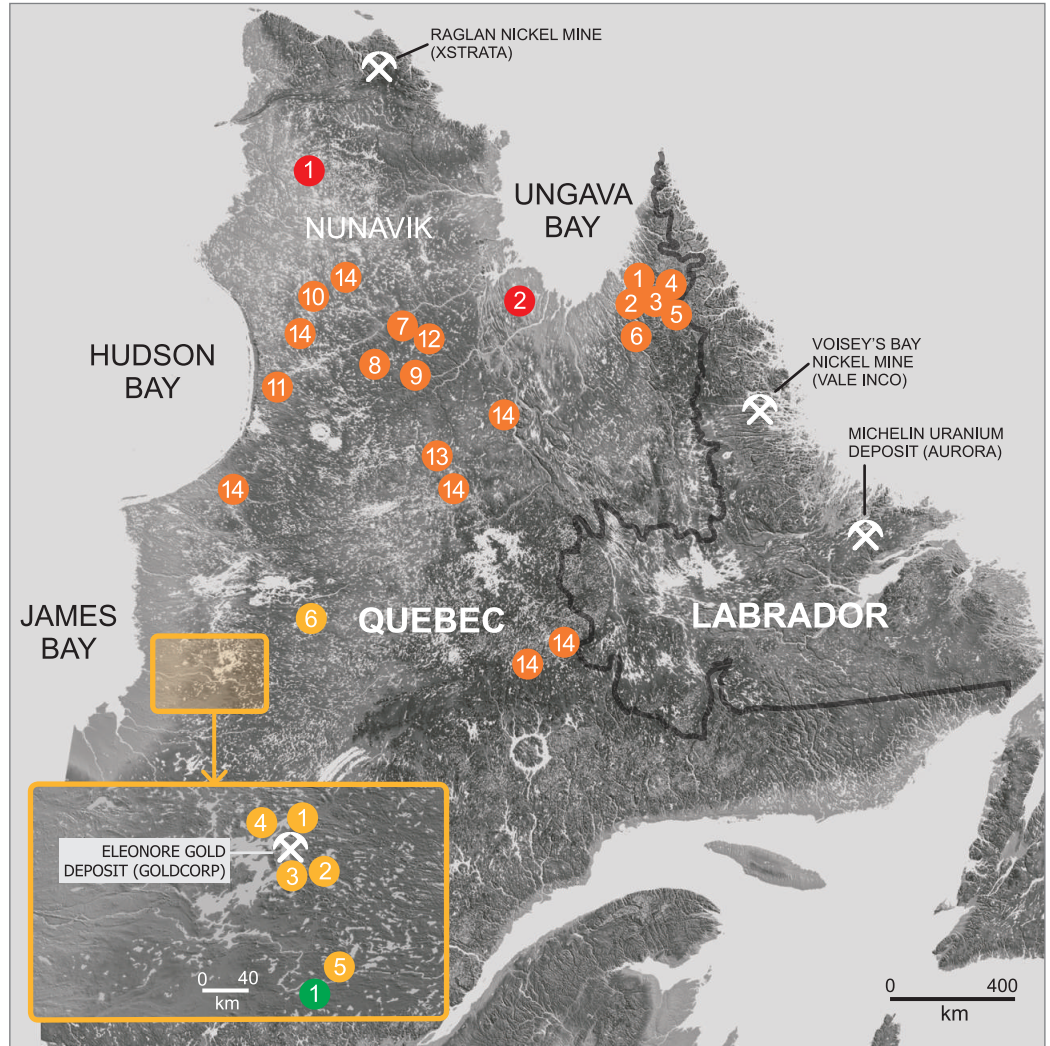 RAGLAN NICKEL MINE
(XSTRATA)
1
UNGAVA
BAY
NUNAVIK
14
10
14
2
1
4
2
3
5
6
7
12
8
9
HUDSON
BAY
11
VOISEY'S BAY
NICKEL MINE
(VALE INCO)
14
MICHELIN URANIUM
DEPOSIT (AURORA)
13
14
14
JAMES
BAY
6
QUEBEC
LABRADOR
14
14
4
1
ELEONORE GOLD
DEPOSIT (GOLDCORP)
3
2
5
0 40
km
1
0 400
km